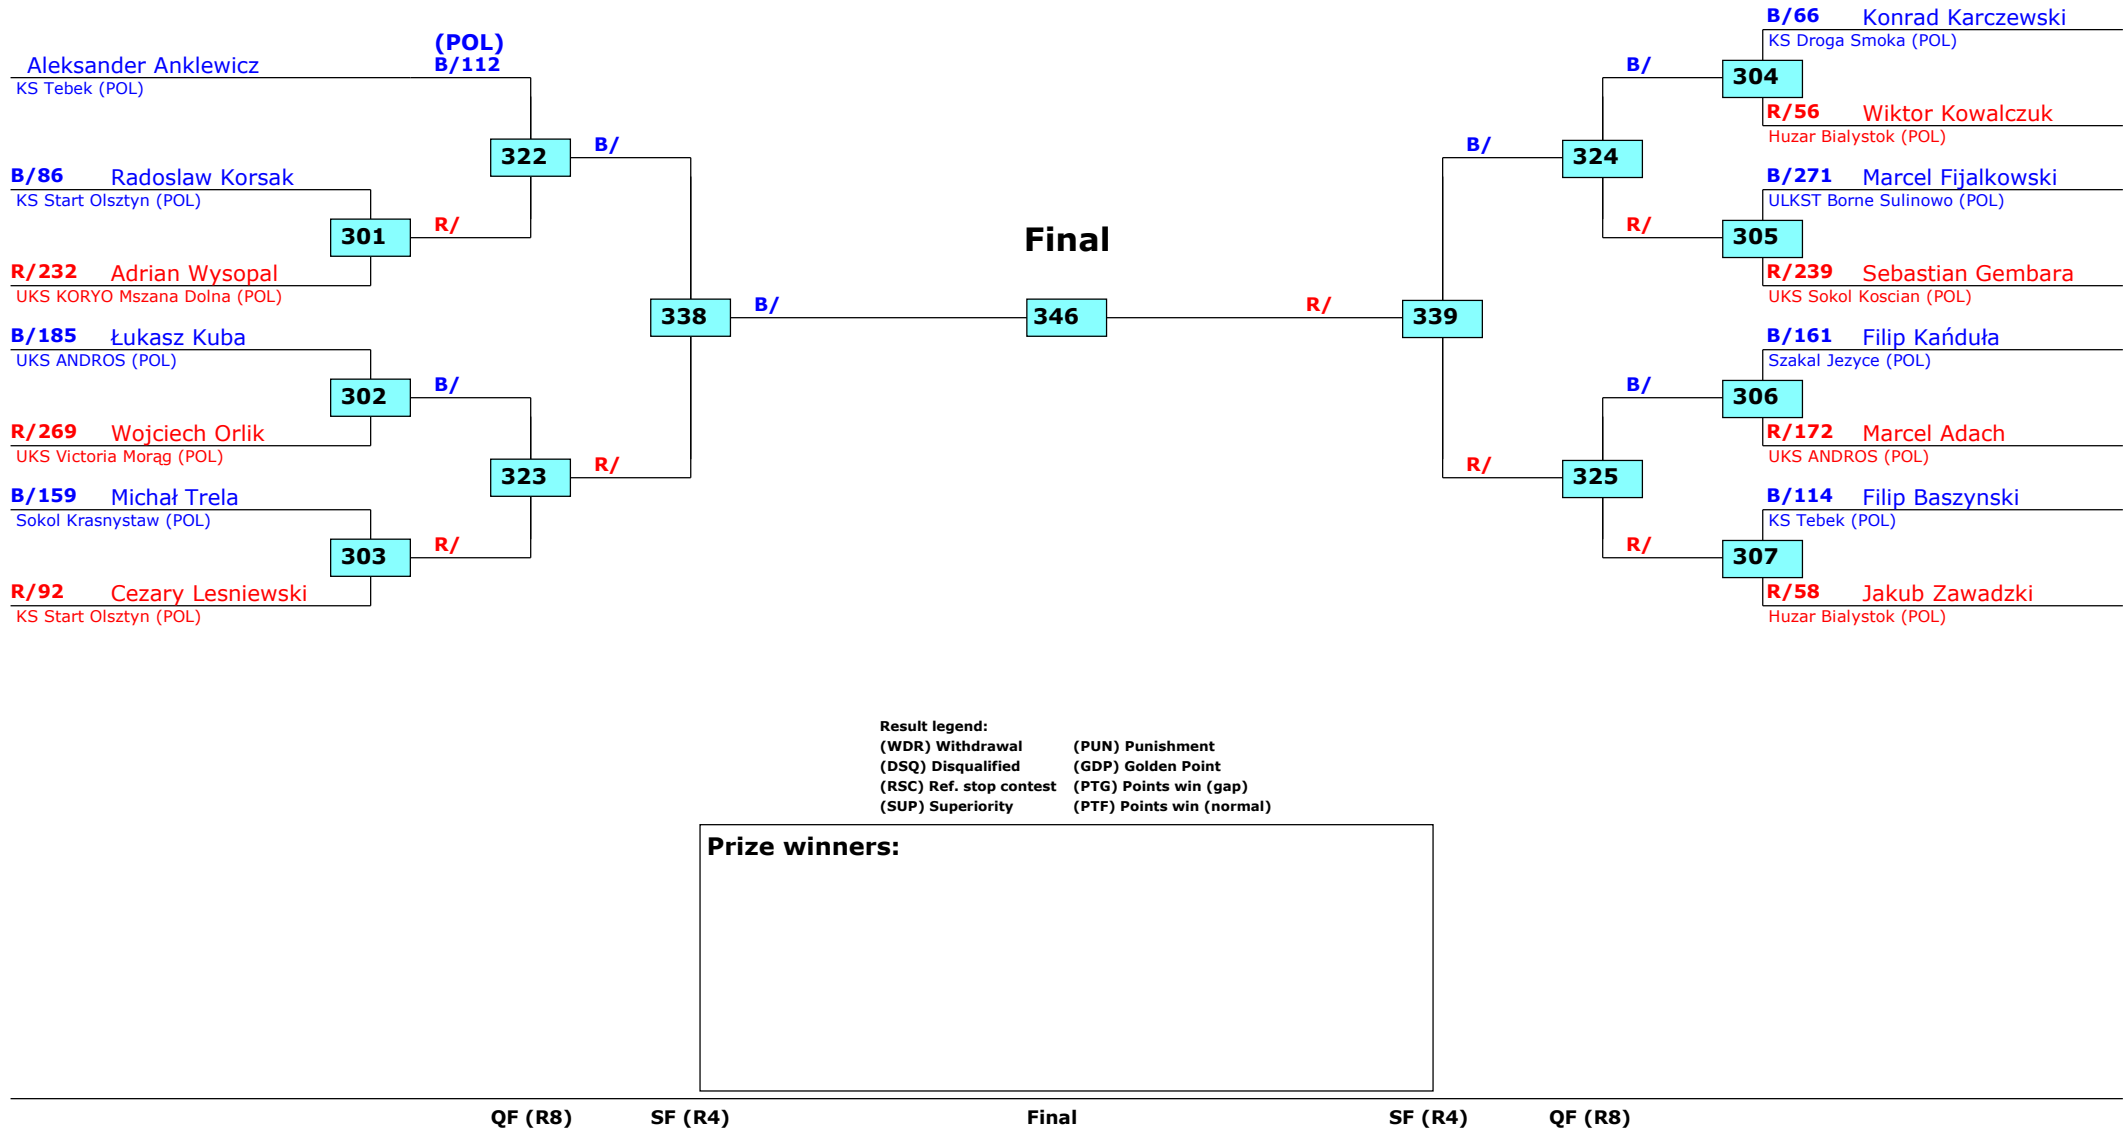 (POL)
Aleksander Anklewicz B/112
KS Tebek (POL)
322 B/
B/86 Radoslaw Korsak
KS Start Olsztyn (POL)
301 R/
R/232 Adrian Wysopal
UKS KORYO Mszana Dolna (POL)
338 B/
B/185 Łukasz Kuba
UKS ANDROS (POL)
302 B/
R/269 Wojciech Orlik
UKS Victoria Morąg (POL)
323 R/
B/159 Michał Trela
Sokol Krasnystaw (POL)
303 R/
R/92 Cezary Lesniewski
KS Start Olsztyn (POL)
Final
346
B/66 Konrad Karczewski
KS Droga Smoka (POL)
B/ 304
R/56 Wiktor Kowalczuk
Huzar Bialystok (POL)
B/ 324
B/271 Marcel Fijalkowski
ULKST Borne Sulinowo (POL)
R/ 305
R/239 Sebastian Gembara
UKS Sokol Koscian (POL)
R/ 339
B/161 Filip Kańduła
Szakal Jezyce (POL)
B/ 306
R/172 Marcel Adach
UKS ANDROS (POL)
R/ 325
B/114 Filip Baszynski
KS Tebek (POL)
R/ 307
R/58 Jakub Zawadzki
Huzar Bialystok (POL)
Result legend:
(WDR) Withdrawal (PUN) Punishment
(DSQ) Disqualified (GDP) Golden Point
(RSC) Ref. stop contest (PTG) Points win (gap)
(SUP) Superiority (PTF) Points win (normal)
Prize winners:
QF (R8) SF (R4) Final SF (R4) QF (R8)